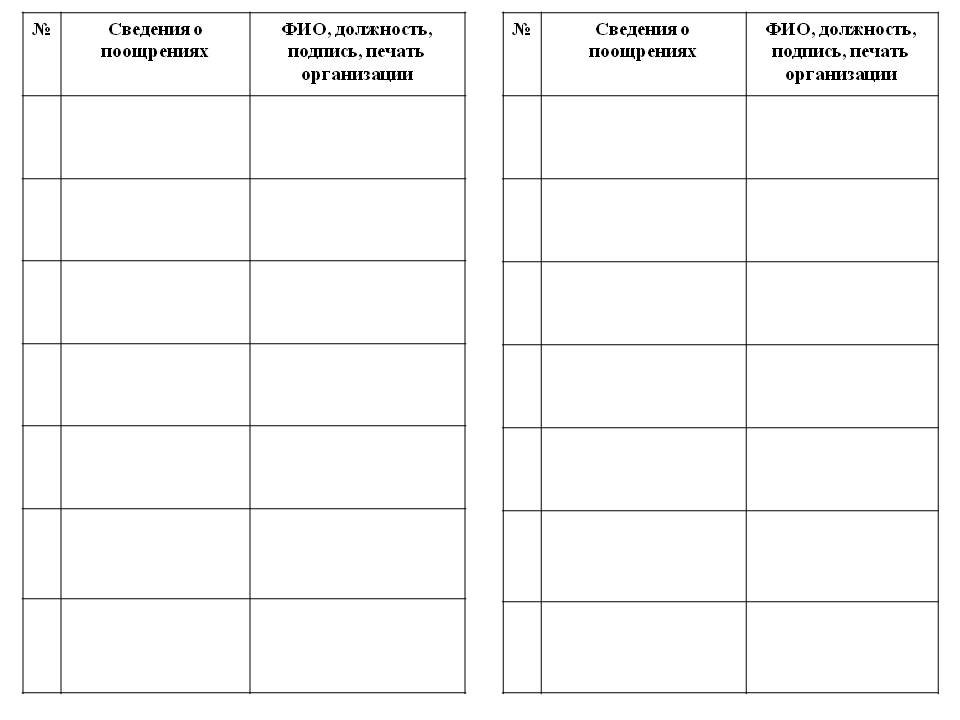 №
Сведения о
поощрениях
ФИО, должность,
подпись, печать
организации
№
Сведения о
поощрениях
ФИО, должность,
подпись, печать
организации